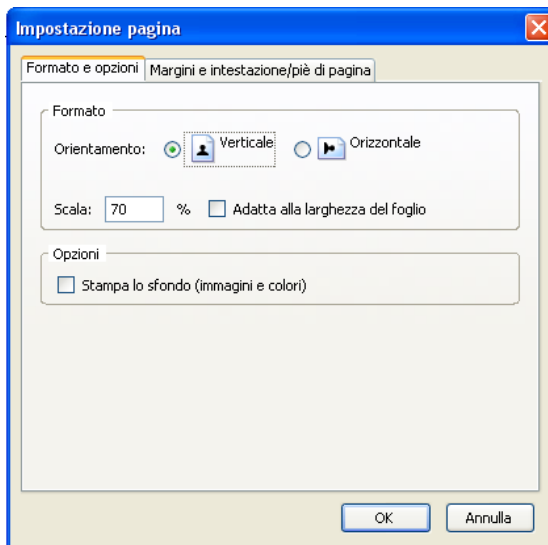 Impostazione pagina
Formato e opzioni Margini e intestazione/piè di pagina
Formato
Orientamento: Verticale Orizzontale
Scala: 70 % Adatta alla larghezza del foglio
Opzioni
Stampa lo sfondo (immagini e colori)
OK Annulla